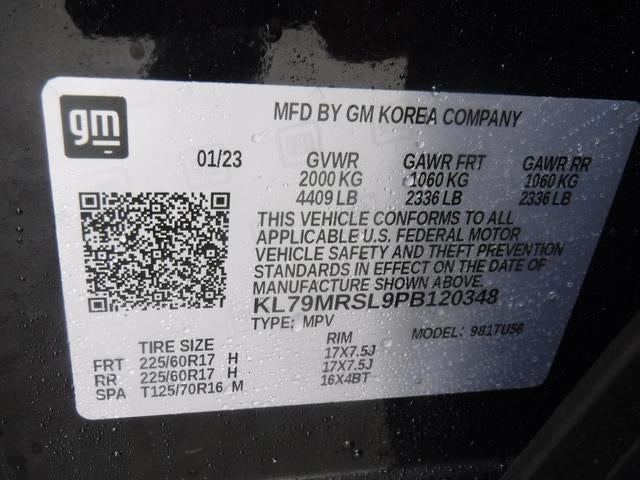 gm
MFD BY GM KOREA COMPANY
01/23 GVWR GAWR FRT GAWR RR
2000 KG 1060 KG 1060 KG
4409 LB 2336 LB 2336 LB
THIS VEHICLE CONFORMS TO ALL
APPLICABLE U.S. FEDERAL MOTOR
VEHICLE SAFETY AND THEFT PREVENTION
STANDARDS IN EFFECT ON THE DATE OF
MANUFACTURE SHOWN ABOVE.
KL79MRSL9PB120348
TYPE: MPV MODEL: 981TU56
TIRE SIZE RIM
FRT 225/60R17 H 17X7.5J
RR 225/60R17 H 17X7.5J
SPA T125/70R16 M 16X4BT